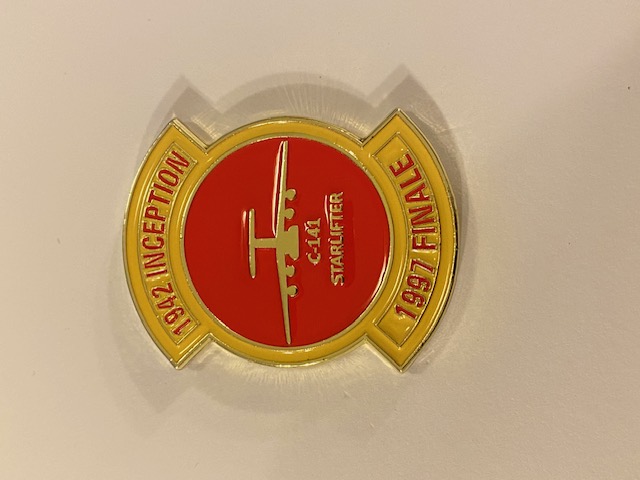 1942 INCEPTION
C-141
STARLIFTER
1997 FINALE